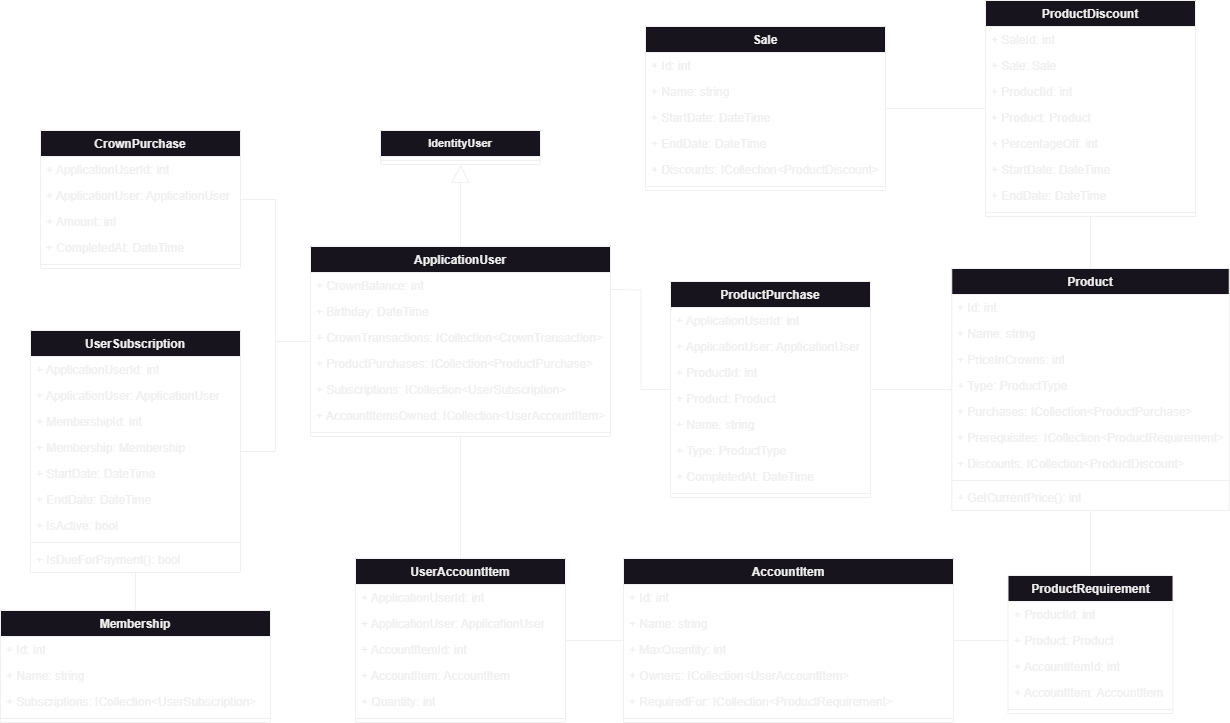 ProductDiscount
+ SaleId: int
+ Sale: Sale
+ ProductId: int
+ Product: Product
+ PercentageOff: int
+ StartDate: DateTime
+ EndDate: DateTime
Sale
+ Id: int
+ Name: string
+ StartDate: DateTime
+ EndDate: DateTime
+ Discounts: ICollection<ProductDiscount>
CrownPurchase
+ ApplicationUserId: int
+ ApplicationUser: ApplicationUser
+ Amount: int
+ CompletedAt: DateTime
IdentityUser
ApplicationUser
+ CrownBalance: int
+ Birthday: DateTime
+ CrownTransactions: ICollection<CrownTransaction>
+ ProductPurchases: ICollection<ProductPurchase>
+ Subscriptions: ICollection<UserSubscription>
+ AccountItemsOwned: ICollection<UserAccountItem>
ProductPurchase
+ ApplicationUserId: int
+ ApplicationUser: ApplicationUser
+ ProductId: int
+ Product: Product
+ Name: string
+ Type: ProductType
+ CompletedAt: DateTime
Product
+ Id: int
+ Name: string
+ PriceInCrowns: int
+ Type: ProductType
+ Purchases: ICollection<ProductPurchase>
+ Prerequisites: ICollection<ProductRequirement>
+ Discounts: ICollection<ProductDiscount>
+ GetCurrentPrice(): int
UserSubscription
+ ApplicationUserId: int
+ ApplicationUser: ApplicationUser
+ MembershipId: int
+ Membership: Membership
+ StartDate: DateTime
+ EndDate: DateTime
+ IsActive: bool
+ IsDueForPayment(): bool
Membership
+ Id: int
+ Name: string
+ Subscriptions: ICollection<UserSubscription>
UserAccountItem
+ ApplicationUserId: int
+ ApplicationUser: ApplicationUser
+ AccountItemId: int
+ AccountItem: AccountItem
+ Quantity: int
AccountItem
+ Id: int
+ Name: string
+ MaxQuantity: int
+ Owners: ICollection<UserAccountItem>
+ RequiredFor: ICollection<ProductRequirement>
ProductRequirement
+ ProductId: int
+ Product: Product
+ AccountItemId: int
+ AccountItem: AccountItem